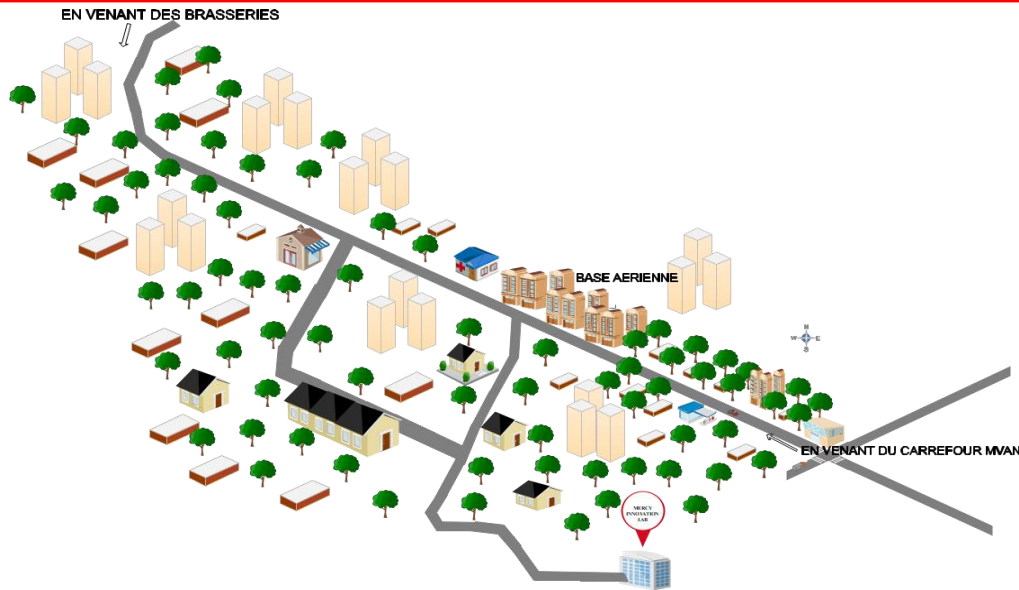 EN VENANT DES BRASSERIES
BASE AERIENNE
N
W E
S
EN VENANT DU CARREFOUR MVAN
MERCY
INNOVATION
LAB